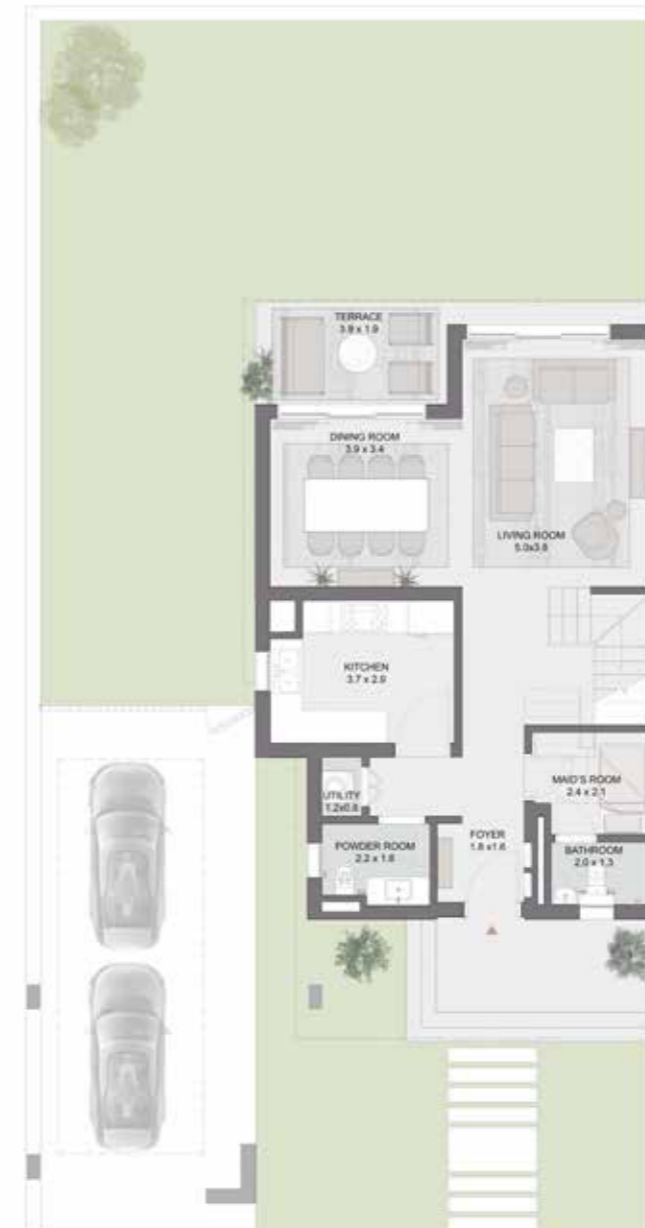 TERRACE
3.9 x 1.9
DINING ROOM
3.9 x 3.4
LIVING ROOM
5.0x3.8
KITCHEN
3.7 x 2.9
MAID'S ROOM
2.4 x 2.1
UTILITY
1.2x0.8
POWDER ROOM
2.2 x 1.6
FOYER
1.8 x1.6
BATHROOM
2.0 x 1.3